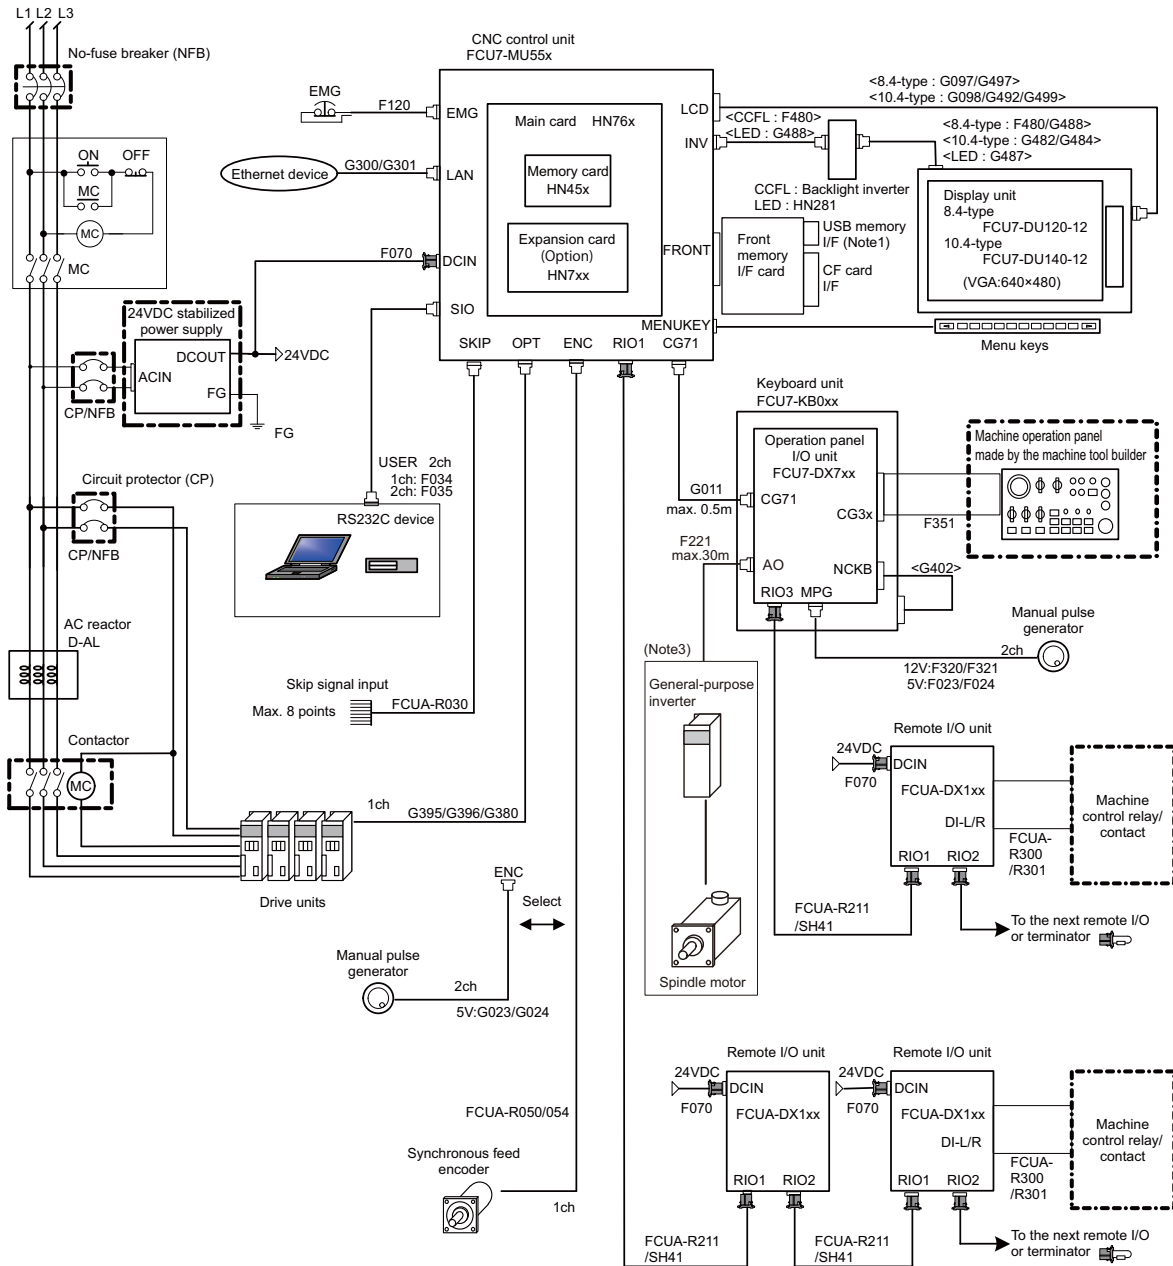 L1 L2 L3
No-fuse breaker (NFB)
ON
OFF
MC
MC
MC
24VDC stabilized
power supply
DCOUT
24VDC
ACIN
FG
FG
CP/NFB
Circuit protector (CP)
CP/NFB
AC reactor
D-AL
Contactor
MC
Drive units
1ch
G395/G396/G380
CNC control unit
FCU7-MU55x
EMG
F120
EMG
Ethernet device
G300/G301
LAN
F070
DCIN
SIO
Main card HN76x
Memory card
HN45x
Expansion card
(Option)
HN7xx
LCD
INV
FRONT
MENUKEY
SKIP
OPT
ENC
RIO1
CG71
<8.4-type : G097/G497>
<10.4-type : G098/G492/G499>
<CCFL : F480>
<LED : G488>
<8.4-type : F480/G488>
<10.4-type : G482/G484>
<LED : G487>
CCFL : Backlight inverter
LED : HN281
Front
memory
I/F card
USB memory
I/F (Note1)
CF card
I/F
Display unit
8.4-type
FCU7-DU120-12
10.4-type
FCU7-DU140-12
(VGA:640×480)
Menu keys
USER 2ch
1ch: F034
2ch: F035
RS232C device
Skip signal input
Max. 8 points
FCUA-R030
Keyboard unit
FCU7-KB0xx
Operation panel
I/O unit
FCU7-DX7xx
G011
max. 0.5m
CG71
CG3x
F351
Machine operation panel
made by the machine tool builder
F221
max.30m
AO
NCKB
<G402>
RIO3
MPG
Manual pulse
generator
2ch
12V:F320/F321
5V:F023/F024
(Note3)
General-purpose
inverter
Spindle motor
Remote I/O unit
24VDC
F070
DCIN
FCUA-DX1xx
DI-L/R
RIO1
RIO2
FCUA-
R300
/R301
Machine
control relay/
contact
FCUA-R211
/SH41
To the next remote I/O
or terminator
ENC
Select
Manual pulse
generator
2ch
5V:G023/G024
FCUA-R050/054
Synchronous feed
encoder
1ch
Remote I/O unit
24VDC
F070
DCIN
FCUA-DX1xx
RIO1
RIO2
FCUA-R211
/SH41
Remote I/O unit
24VDC
F070
DCIN
FCUA-DX1xx
DI-L/R
RIO1
RIO2
FCUA-R211
/SH41
FCUA-
R300
/R301
Machine
control relay/
contact
To the next remote I/O
or terminator